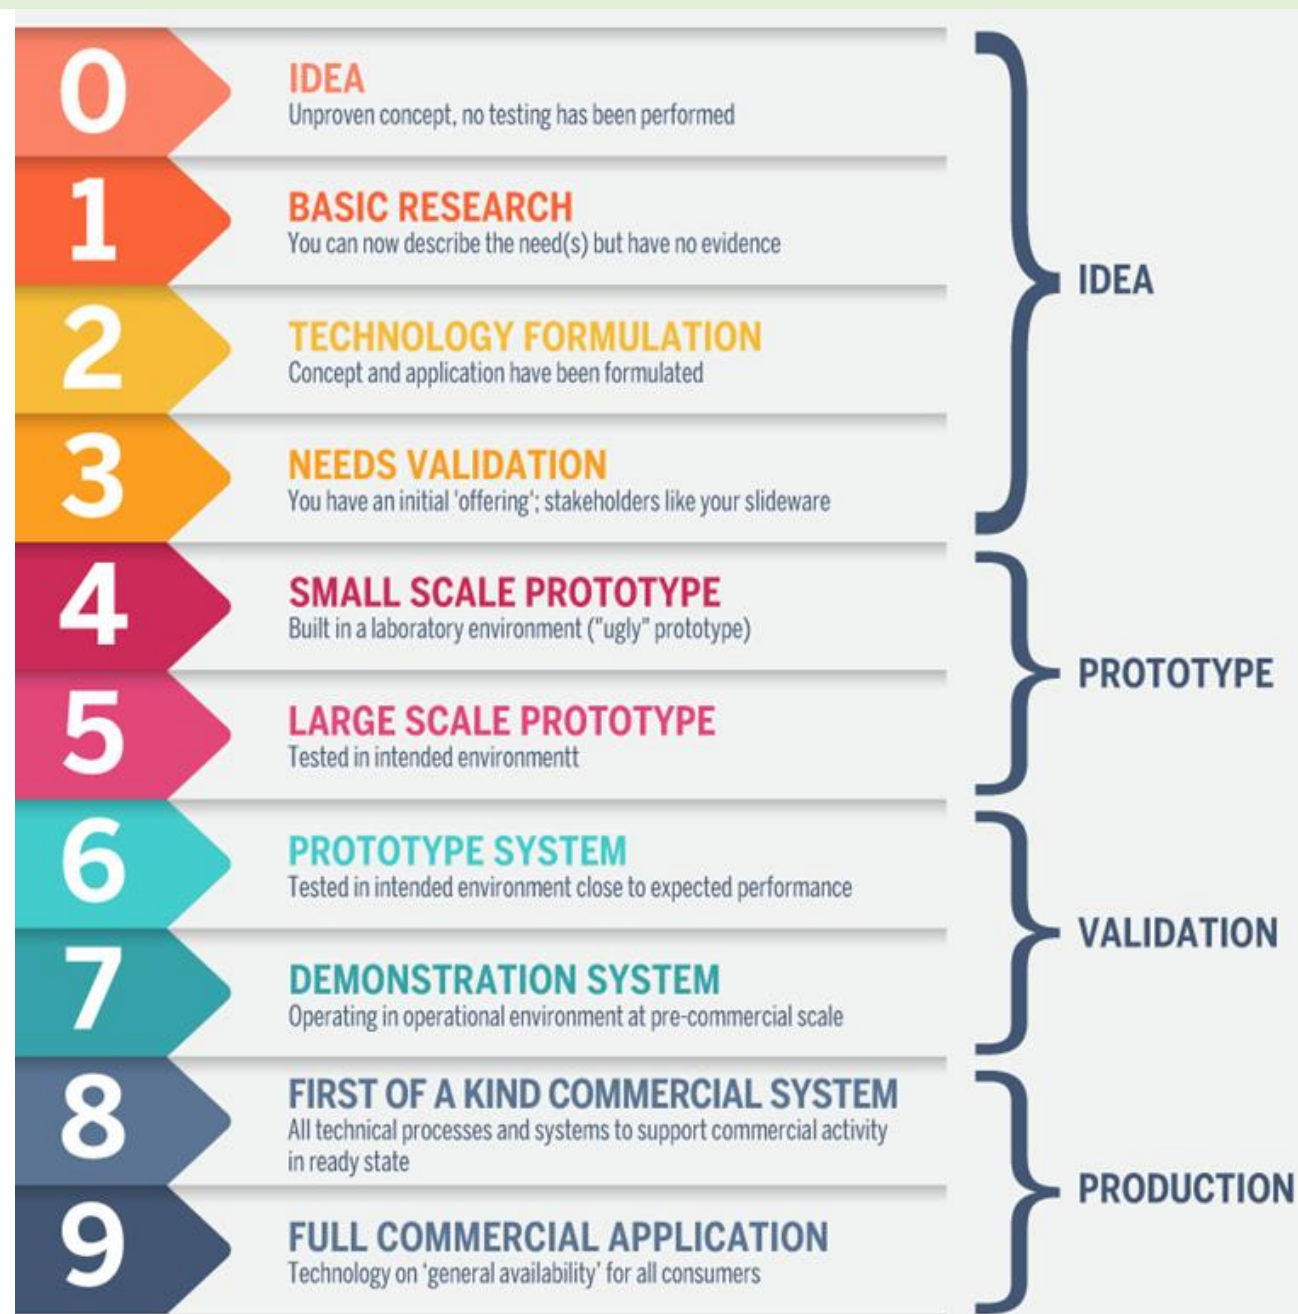 0
IDEA
Unproven concept, no testing has been performed
1
BASIC RESEARCH
You can now describe the need(s) but have no evidence
IDEA
2
TECHNOLOGY FORMULATION
Concept and application have been formulated
3
NEEDS VALIDATION
You have an initial 'offering'; stakeholders like your slideware
4
SMALL SCALE PROTOTYPE
Built in a laboratory environment ("ugly" prototype)
PROTOTYPE
5
LARGE SCALE PROTOTYPE
Tested in intended environmentt
6
PROTOTYPE SYSTEM
Tested in intended environment close to expected performance
VALIDATION
7
DEMONSTRATION SYSTEM
Operating in operational environment at pre-commercial scale
8
FIRST OF A KIND COMMERCIAL SYSTEM
All technical processes and systems to support commercial activity
in ready state
PRODUCTION
9
FULL COMMERCIAL APPLICATION
Technology on 'general availability' for all consumers